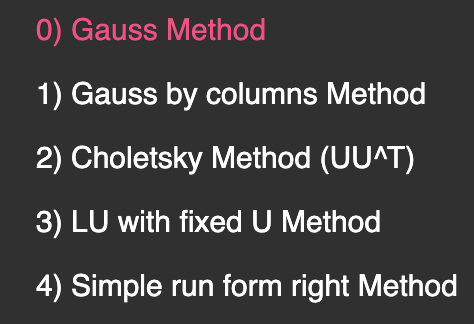 0) Gauss Method
1) Gauss by columns Method
2) Choletsky Method (UU^T)
3) LU with fixed U Method
4) Simple run form right Method